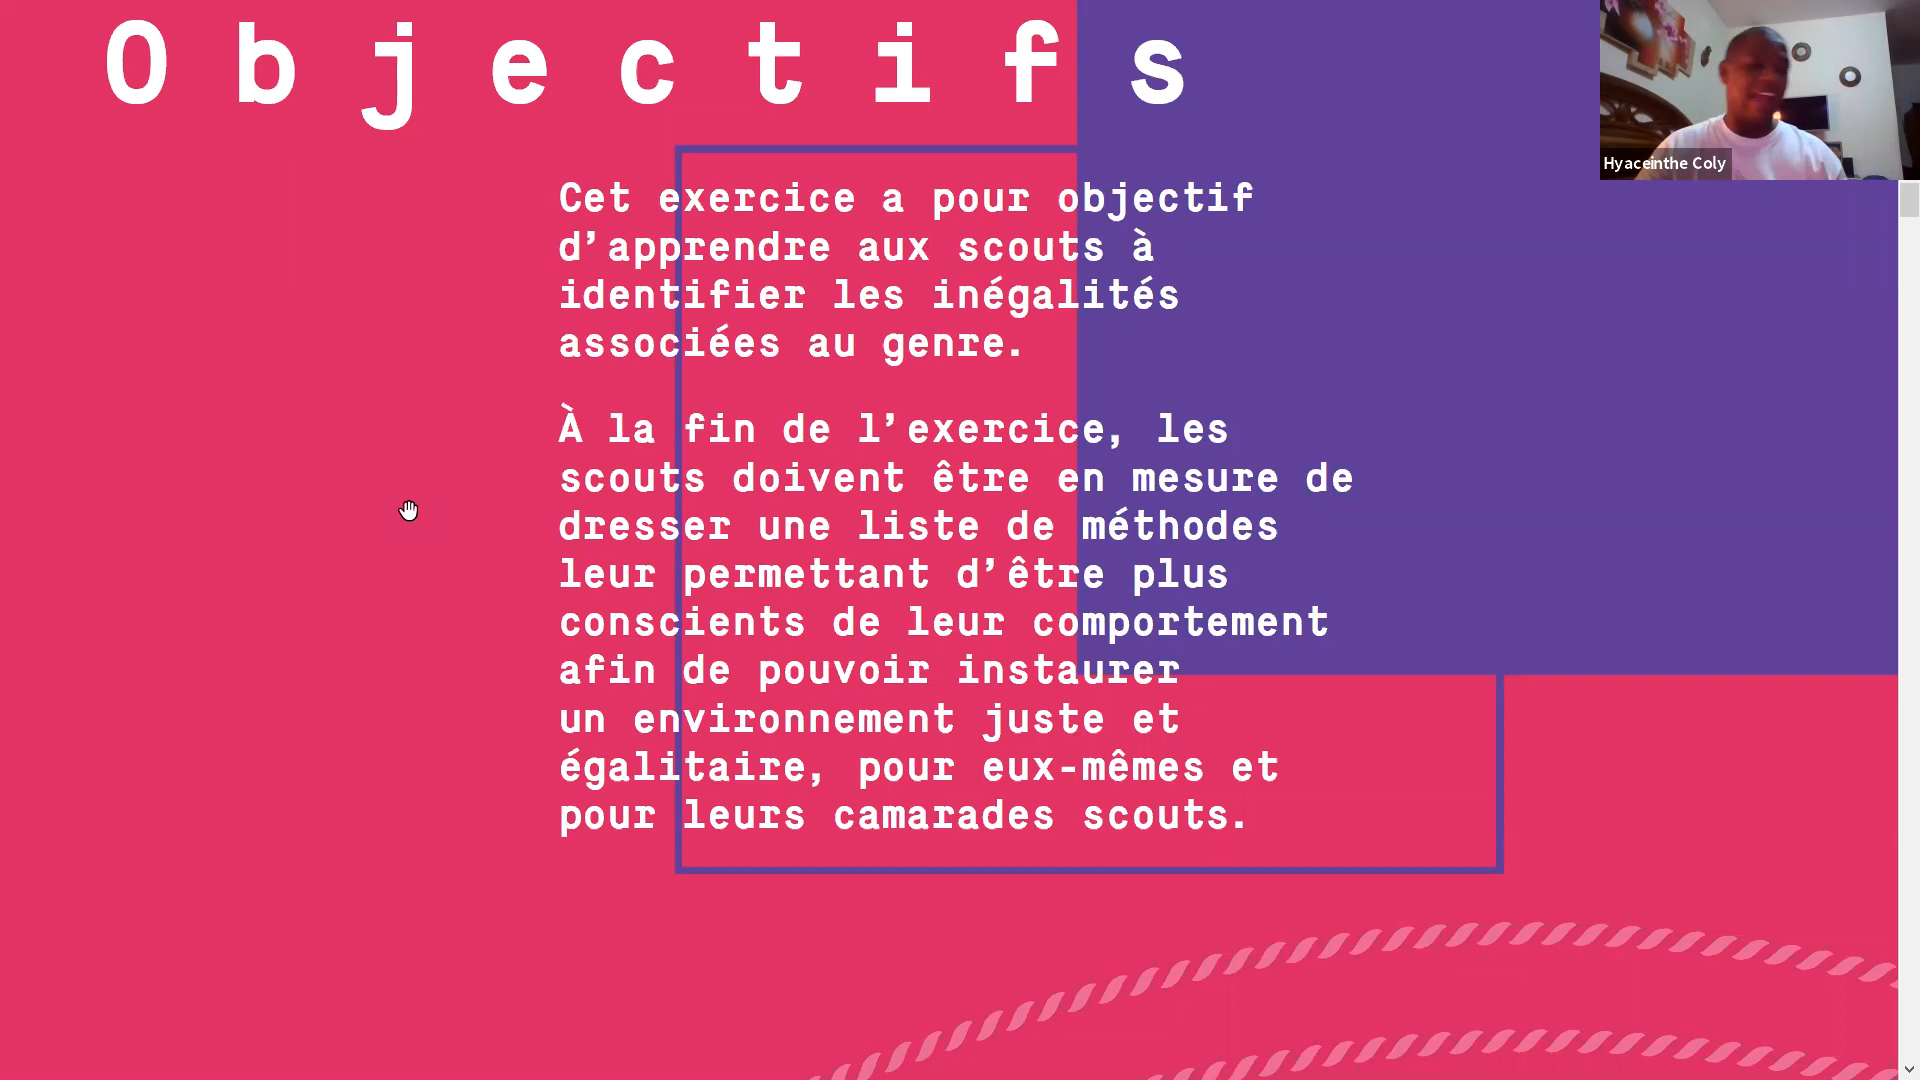 Objectifs
Hyaceinthe Coly
Cet exercice a pour objectif
d’apprendre aux scouts à
identifier les inégalités
associées au genre.
À la fin de l’exercice, les
scouts doivent être en mesure de
dresser une liste de méthodes
leur permettant d’être plus
conscients de leur comportement
afin de pouvoir instaurer
un environnement juste et
égalitaire, pour eux-mêmes et
pour leurs camarades scouts.